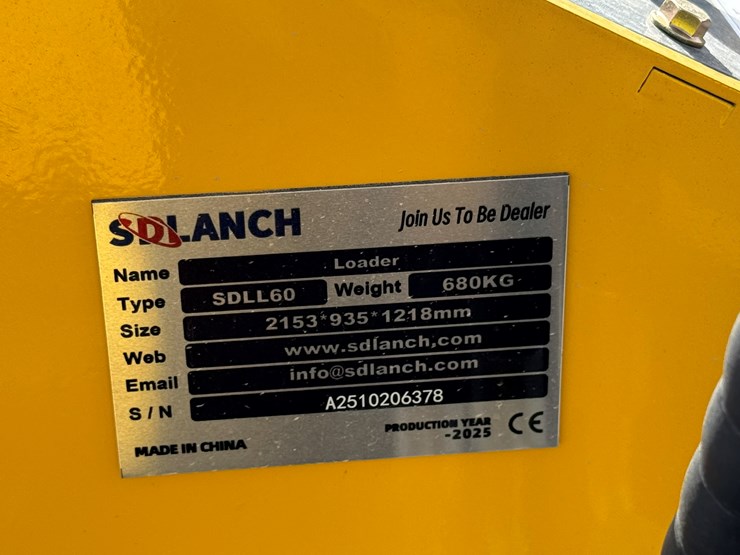 SDLANCH Join Us To Be Dealer
Name Loader
Type SDLL60 Weight 680KG
Size 2153*935*1218mm
Web www.sdlanch.com
Email info@sdlanch.com
S/N A2510206378
MADE IN CHINA PRODUCTION YEAR -2025 CE